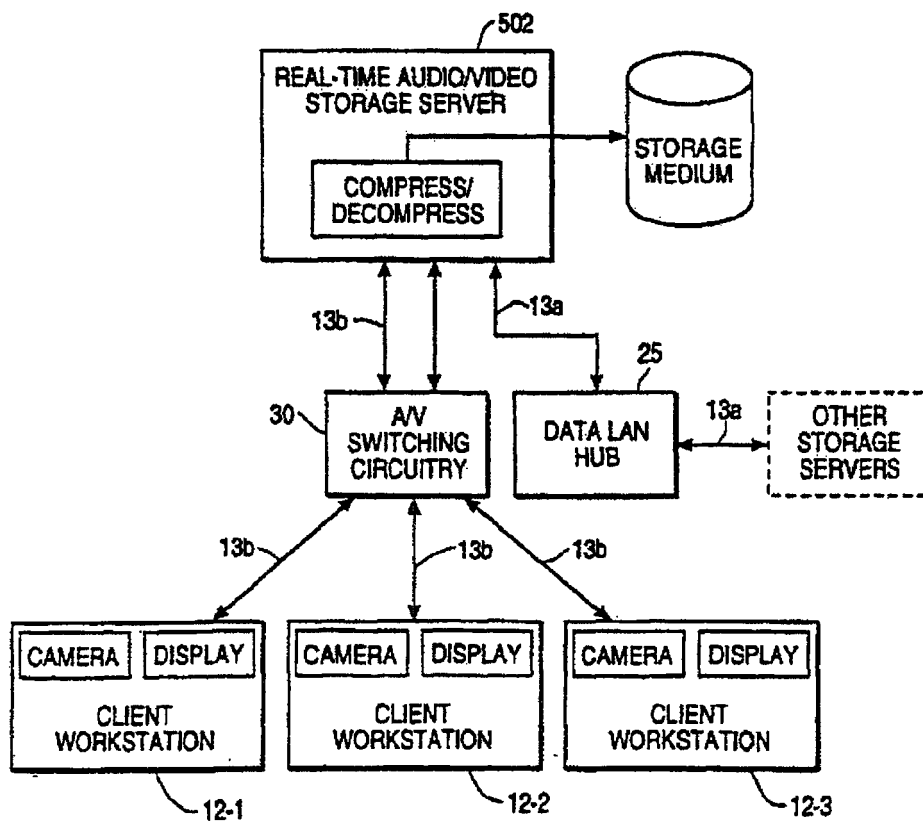 502
REAL-TIME AUDIO/VIDEO
STORAGE SERVER
COMPRESS/
DECOMPRESS
STORAGE
MEDIUM
13b
13a
30
A/V
SWITCHING
CIRCUITRY
25
DATA LAN
HUB
13a
OTHER
STORAGE
SERVERS
13b
13b
13b
CAMERA
DISPLAY
CLIENT
WORKSTATION
12-1
CAMERA
DISPLAY
CLIENT
WORKSTATION
12-2
CAMERA
DISPLAY
CLIENT
WORKSTATION
12-3